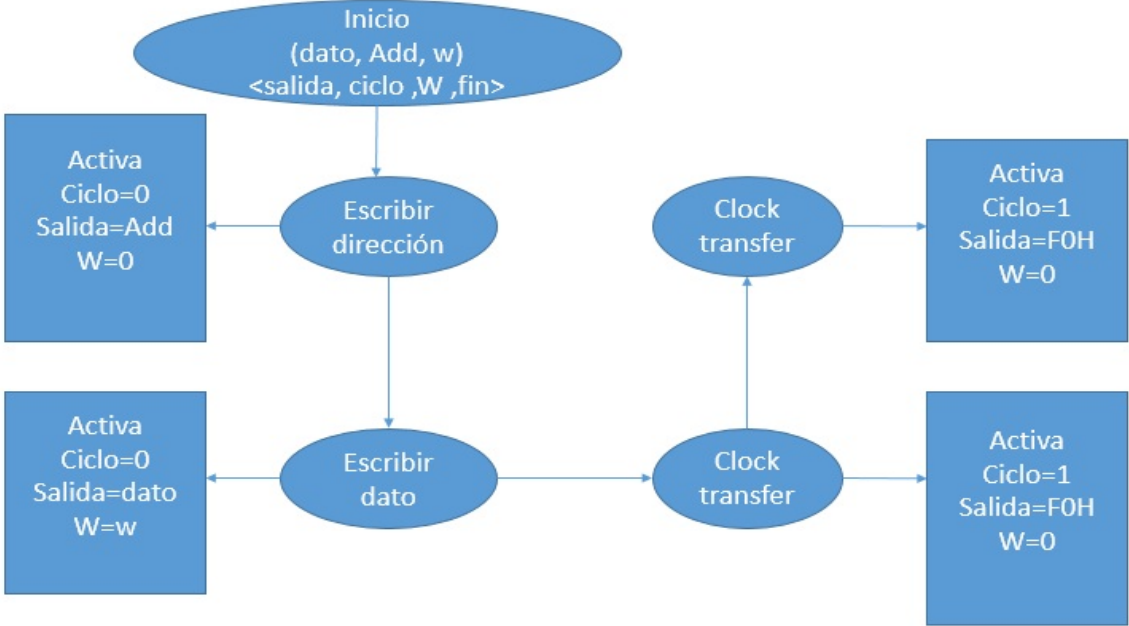 Inicio
(dato, Add, w)
<salida, ciclo ,W ,fin>
Activa
Ciclo=0
Salida=Add
W=0
Escribir
dirección
Clock
transfer
Activa
Ciclo=1
Salida=F0H
W=0
Activa
Ciclo=0
Salida=dato
W=w
Escribir
dato
Clock
transfer
Activa
Ciclo=1
Salida=F0H
W=0